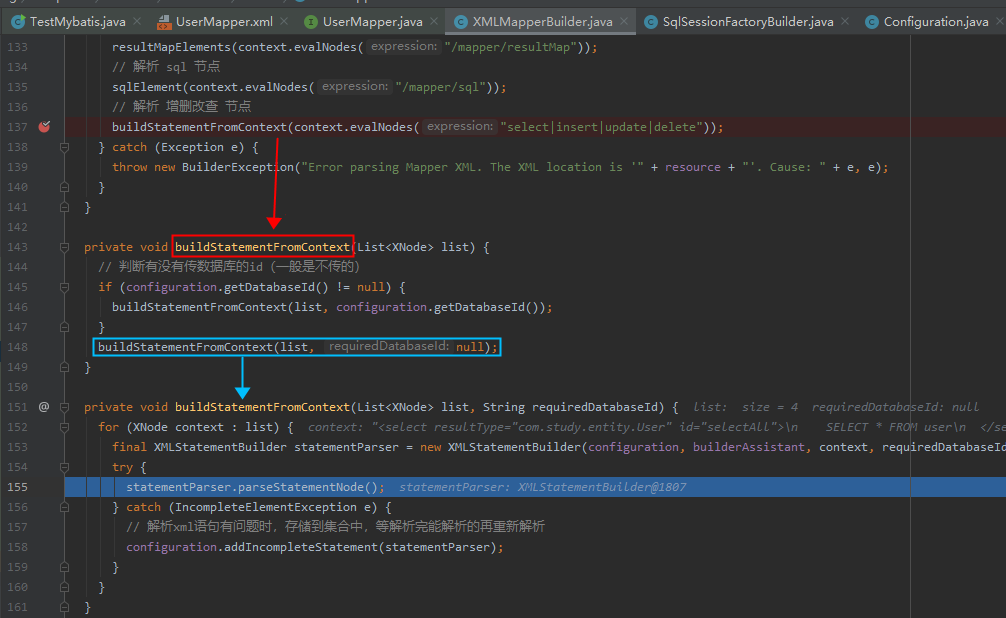 TestMybatis.java UserMapper.xml UserMapper.java XMLMapperBuilder.java SqlSessionFactoryBuilder.java Configuration.java
133 resultMapElements(context.evalNodes( expression: "/mapper/resultMap"));
134 // 解析 sql 节点
135 sqlElement(context.evalNodes( expression: "/mapper/sql"));
136 // 解析 增删改查 节点
137 buildStatementFromContext(context.evalNodes( expression: "select|insert|update|delete"));
138 } catch (Exception e) {
139 throw new BuilderException("Error parsing Mapper XML. The XML location is '" + resource + "'. Cause: " + e, e);
140 }
141 }
142
143 private void buildStatementFromContext(List<XNode> list) {
144 // 判断有没有传数据库的id（一般是不传的）
145 if (configuration.getDatabaseId() != null) {
146 buildStatementFromContext(list, configuration.getDatabaseId());
147 }
148 buildStatementFromContext(list, requiredDatabaseId: null);
149 }
150
151 @ private void buildStatementFromContext(List<XNode> list, String requiredDatabaseId) { list: size = 4 requiredDatabaseId: null
152 for (XNode context : list) { context: "<select resultType="com.study.entity.User" id="selectAll">\n SELECT * FROM user\n </se
153 final XMLStatementBuilder statementParser = new XMLStatementBuilder(configuration, builderAssistant, context, requiredDatabaseId
154 try {
155 statementParser.parseStatementNode(); statementParser: XMLStatementBuilder@1807
156 } catch (IncompleteElementException e) {
157 // 解析xml语句有问题时，存储到集合中，等解析完能解析的再重新解析
158 configuration.addIncompleteStatement(statementParser);
159 }
160 }
161 }